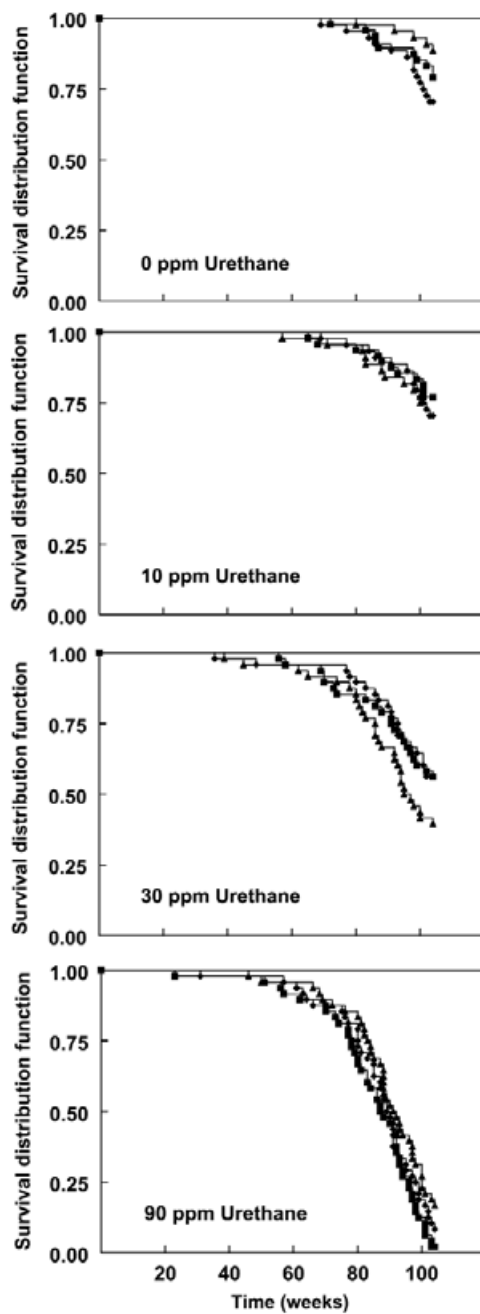 Survival distribution function
1.00
0.75
0.50
0.25
0.00
0 ppm Urethane
Survival distribution function
1.00
0.75
0.50
0.25
0.00
10 ppm Urethane
Survival distribution function
1.00
0.75
0.50
0.25
0.00
30 ppm Urethane
Survival distribution function
1.00
0.75
0.50
0.25
0.00
90 ppm Urethane
20 40 60 80 100
Time (weeks)